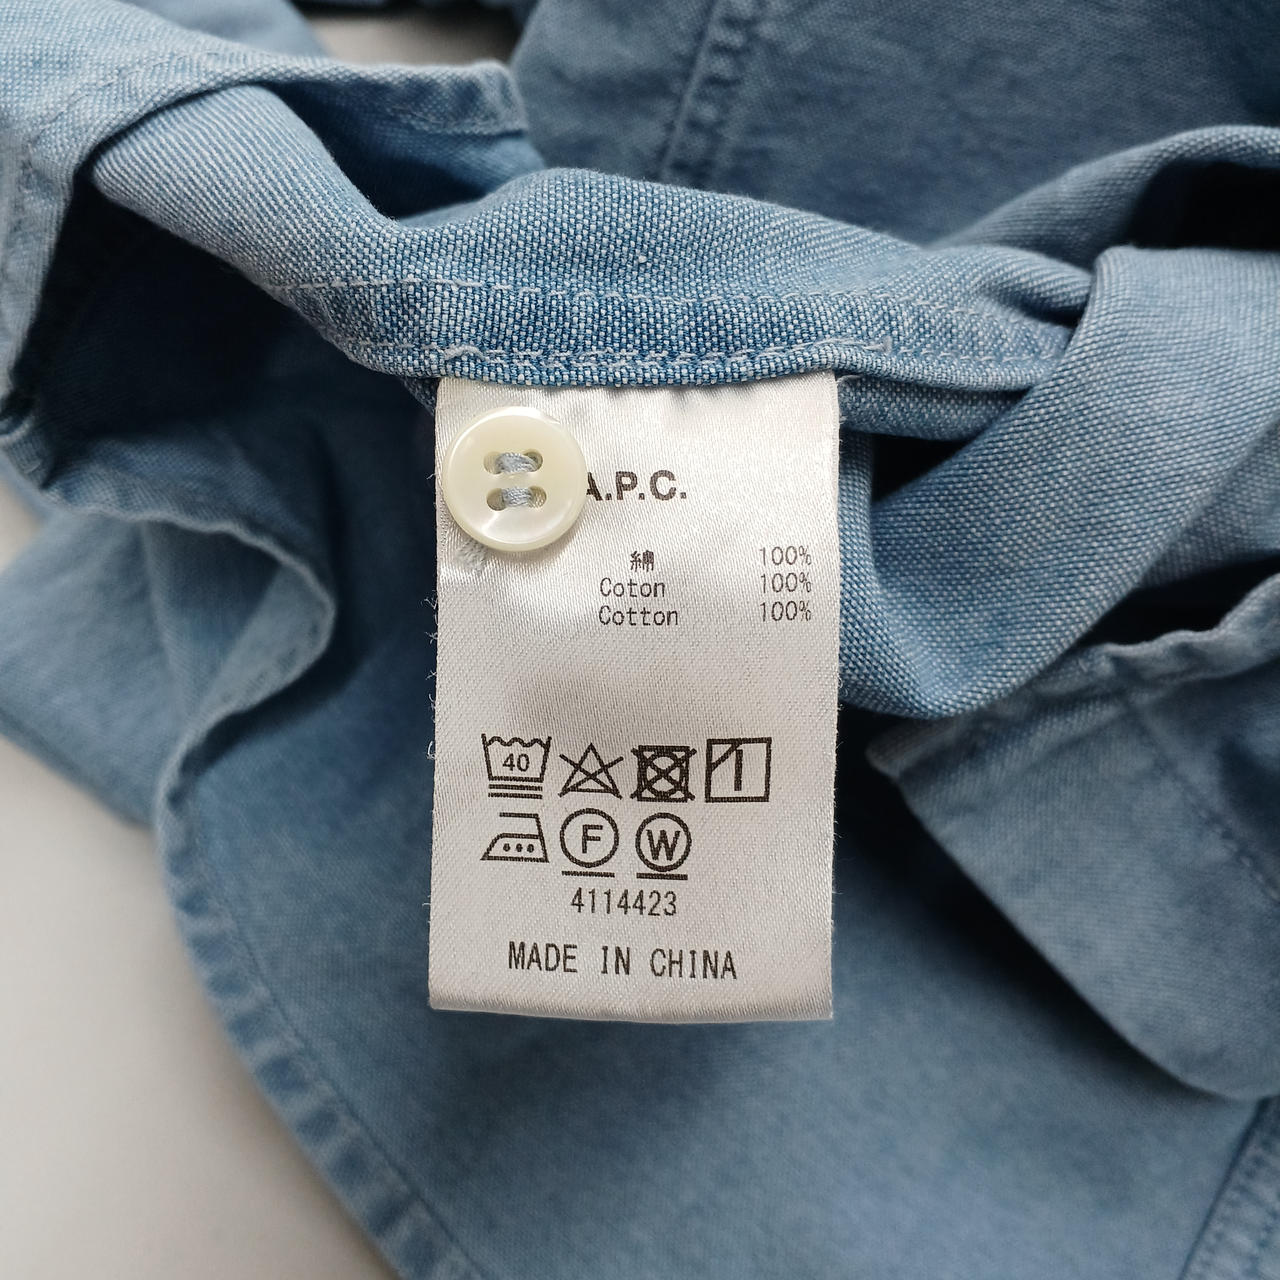 A.P.C.
綿 100%
Coton 100%
Cotton 100%
40
F W
4114423
MADE IN CHINA